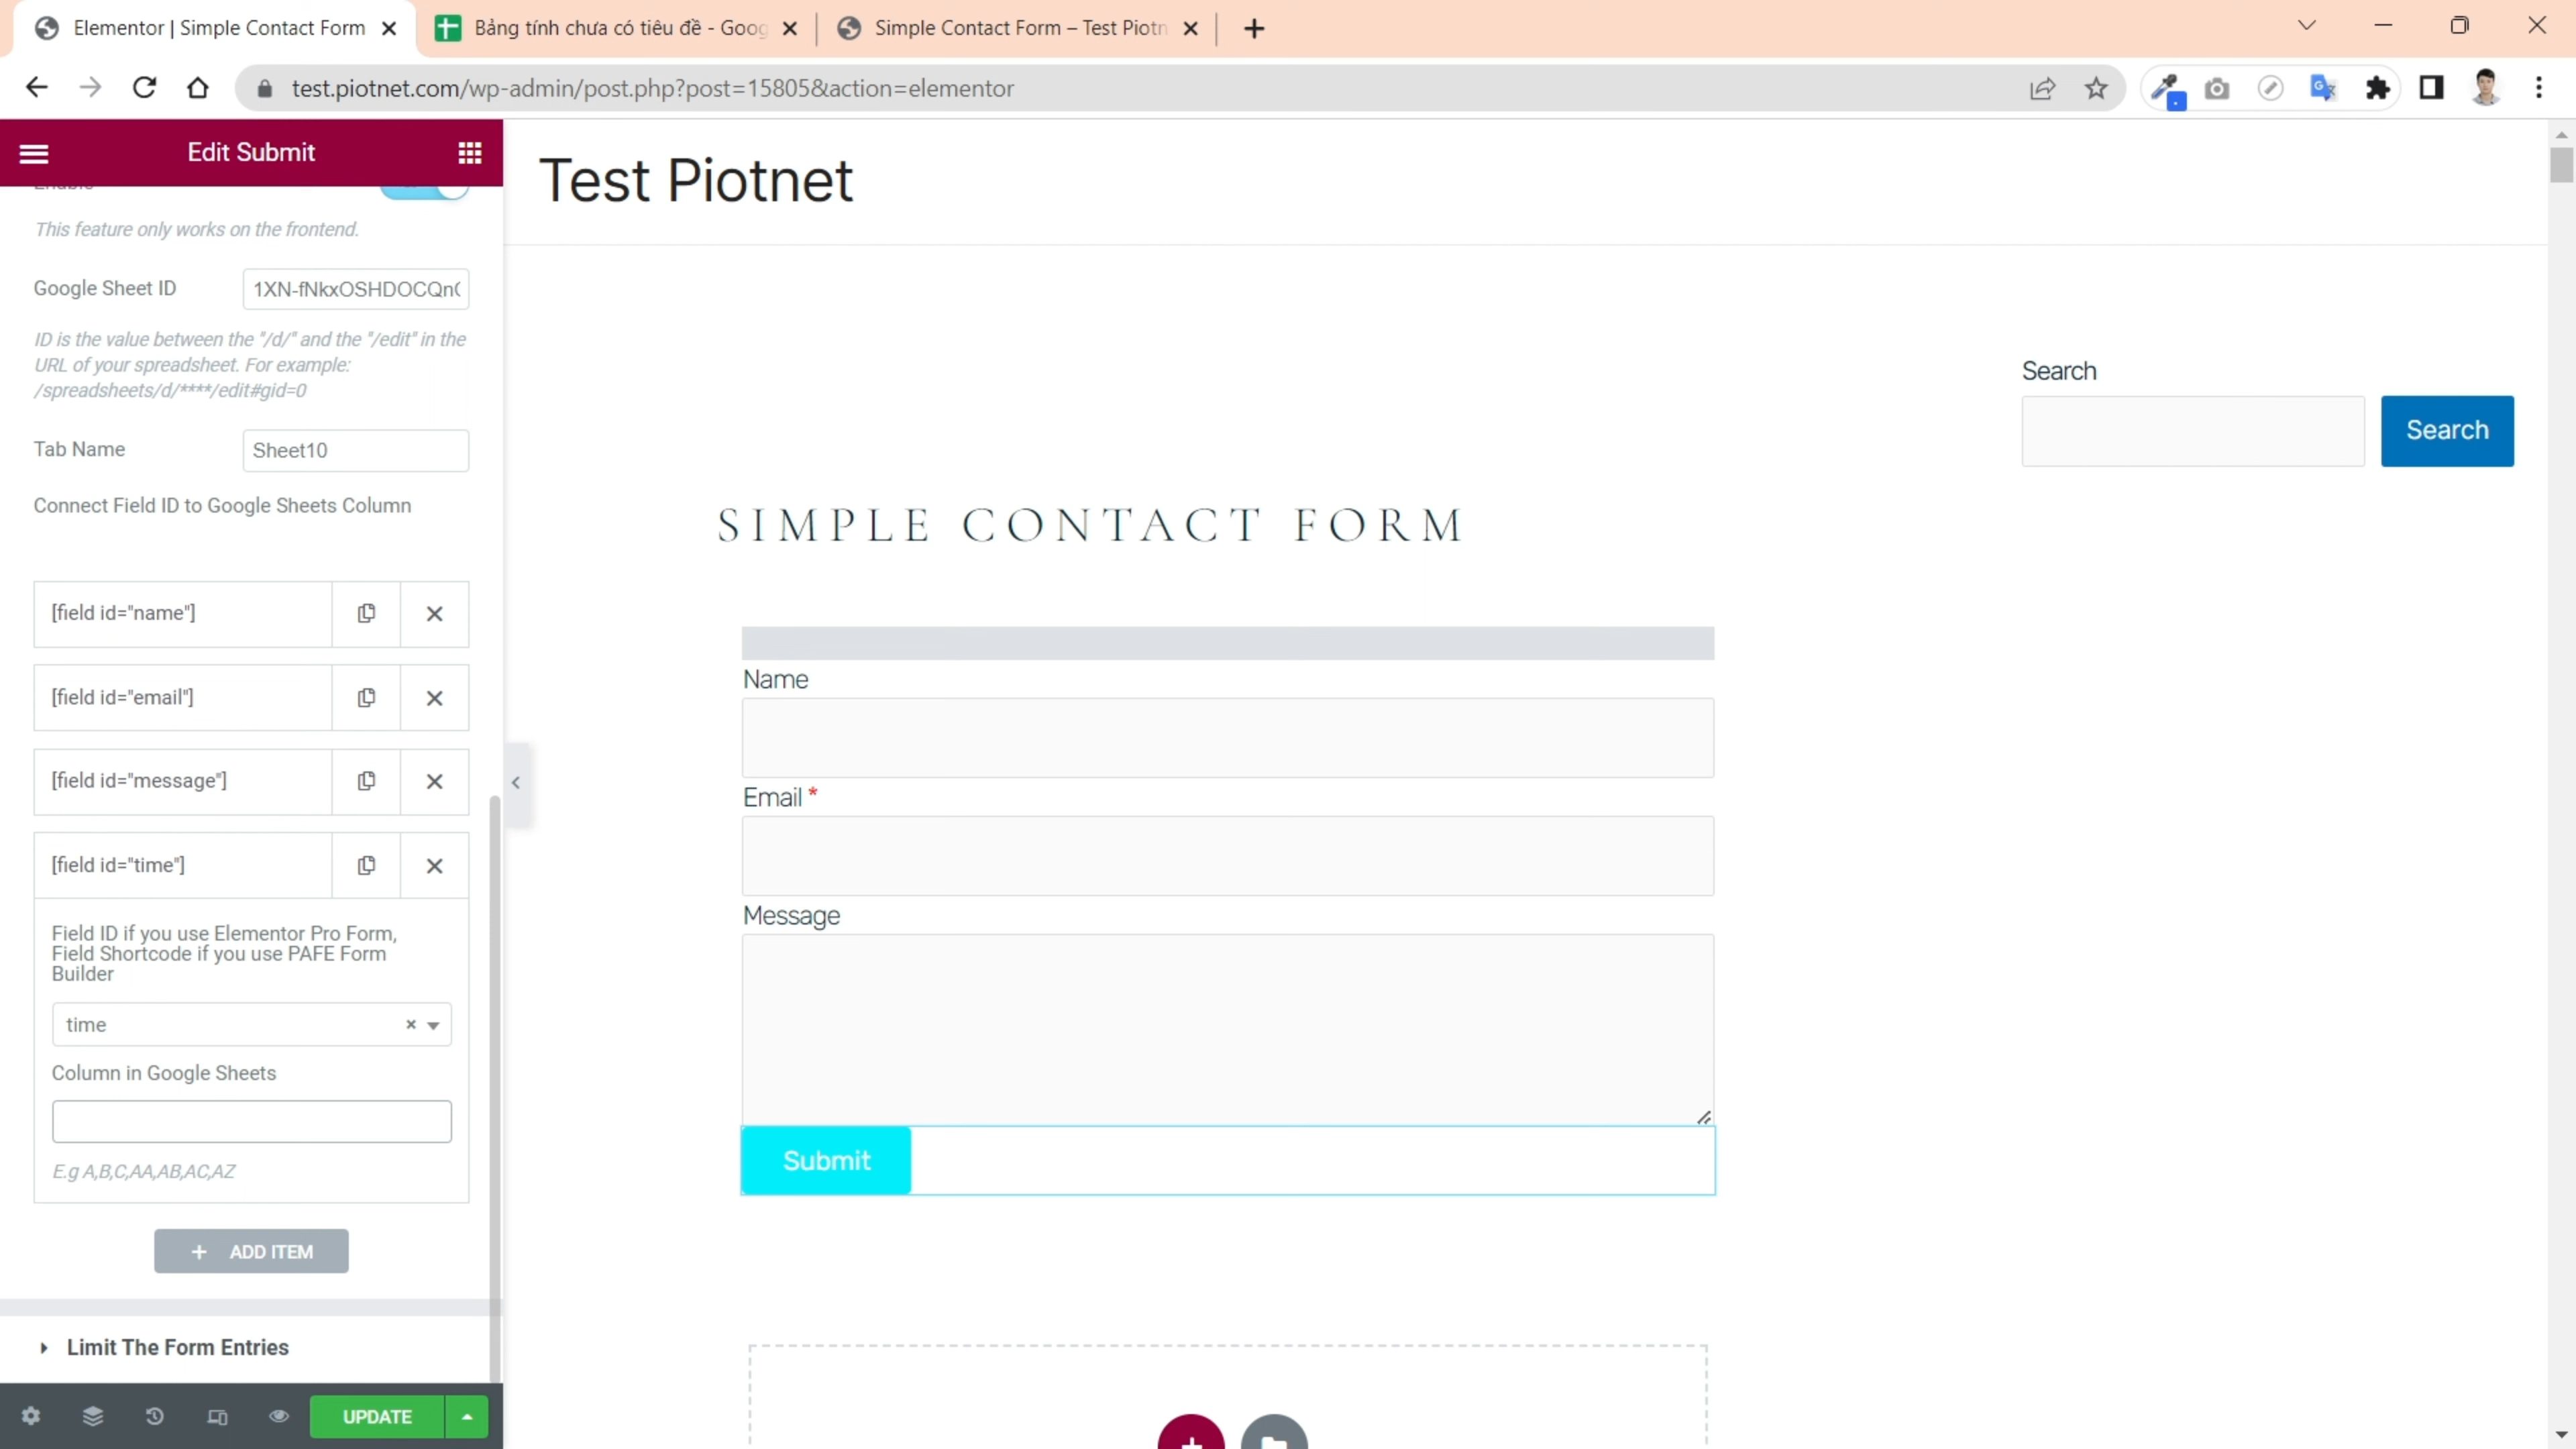 Elementor | Simple Contact Form
Bảng tính chưa có tiêu đề - Goog
Simple Contact Form – Test Piotn
test.piotnet.com/wp-admin/post.php?post=15805&action=elementor
Edit Submit
This feature only works on the frontend.
Google Sheet ID
1XN-fNkxOSHDOCQn
ID is the value between the "/d/" and the "/edit" in the
URL of your spreadsheet. For example:
/spreadsheets/d/****/edit#gid=0
Tab Name
Sheet10
Connect Field ID to Google Sheets Column
[field id="name"]
[field id="email"]
[field id="message"]
[field id="time"]
Field ID if you use Elementor Pro Form,
Field Shortcode if you use PAFE Form
Builder
time
Column in Google Sheets
E.g A,B,C,AA,AB,AC,AZ
+ ADD ITEM
Limit The Form Entries
UPDATE
Test Piotnet
Search
Search
SIMPLE CONTACT FORM
Name
Email *
Message
Submit